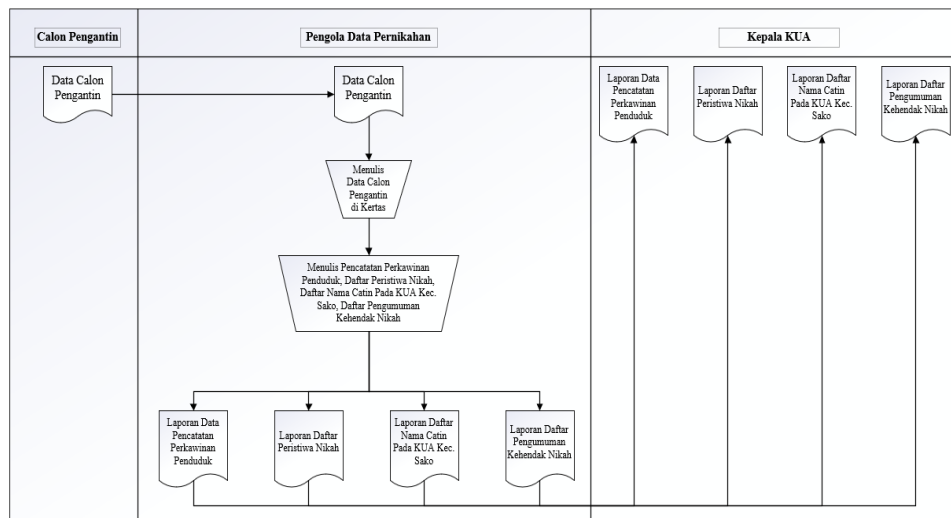 Calon Pengantin
Pengola Data Pernikahan
Kepala KUA
Data Calon
Pengantin
Data Calon
Pengantin
Laporan Data
Pencatatan
Perkawinan
Penduduk
Laporan Daftar
Peristiwa Nikah
Laporan Daftar
Nama Catin
Pada KUA Kec.
Sako
Laporan Daftar
Pengumuman
Kehendak Nikah
Menulis
Data Calon
Pengantin
di Kertas
Menulis Pencatatan Perkawinan
Penduduk, Daftar Peristiwa Nikah,
Daftar Nama Catin Pada KUA Kec.
Sako, Daftar Pengumuman
Kehendak Nikah
Laporan Data
Pencatatan
Perkawinan
Penduduk
Laporan Daftar
Peristiwa Nikah
Laporan Daftar
Nama Catin
Pada KUA Kec.
Sako
Laporan Daftar
Pengumuman
Kehendak Nikah